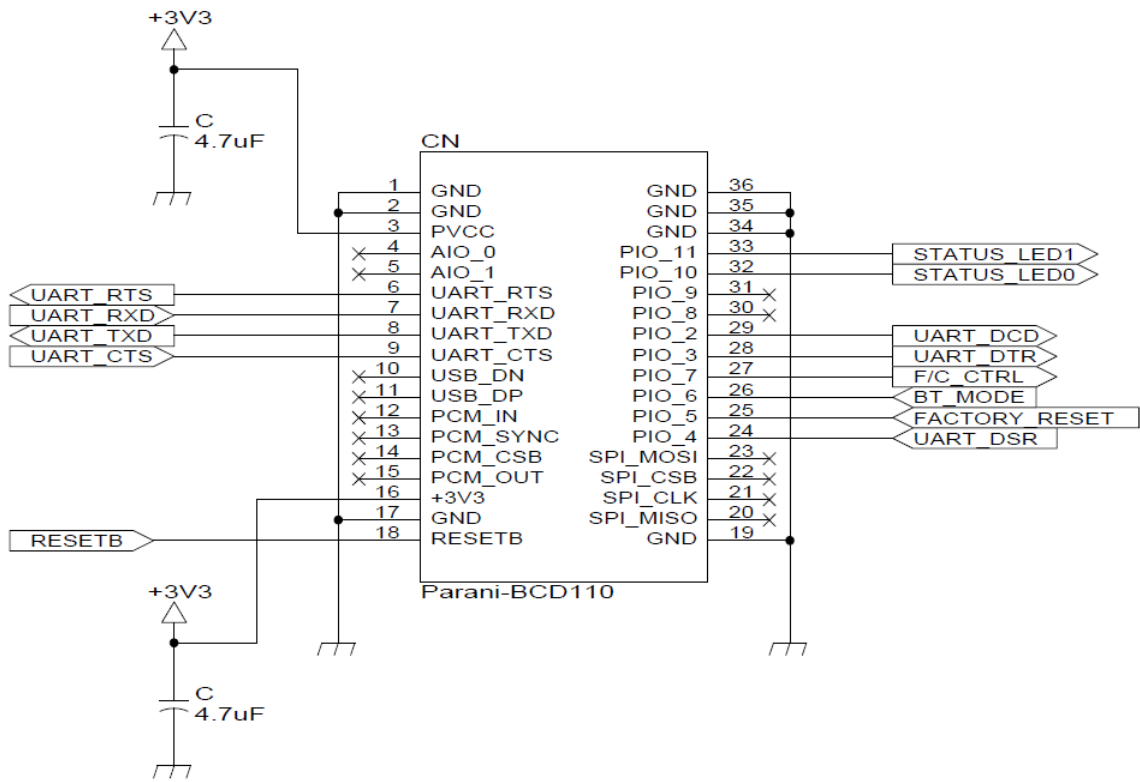 +3V3
C
4.7uF
CN
1 GND GND 36
2 GND GND 35
3 PVCC GND 34
4 AIO_0 PIO_11 33 STATUS_LED1
5 AIO_1 PIO_10 32 STATUS_LED0
UART_RTS 6 UART_RTS PIO_9 31
UART_RXD 7 UART_RXD PIO_8 30
UART_TXD 8 UART_TXD PIO_2 29 UART_DCD
UART_CTS 9 UART_CTS PIO_3 28 UART_DTR
10 USB_DN PIO_7 27 F/C_CTRL
11 USB_DP PIO_6 26 BT_MODE
12 PCM_IN PIO_5 25 FACTORY_RESET
13 PCM_SYNC PIO_4 24 UART_DSR
14 PCM_CSB SPI_MOSI 23
15 PCM_OUT SPI_CSB 22
16 +3V3 SPI_CLK 21
17 GND SPI_MISO 20
RESETB 18 RESETB GND 19
+3V3
Parani-BCD110
C
4.7uF